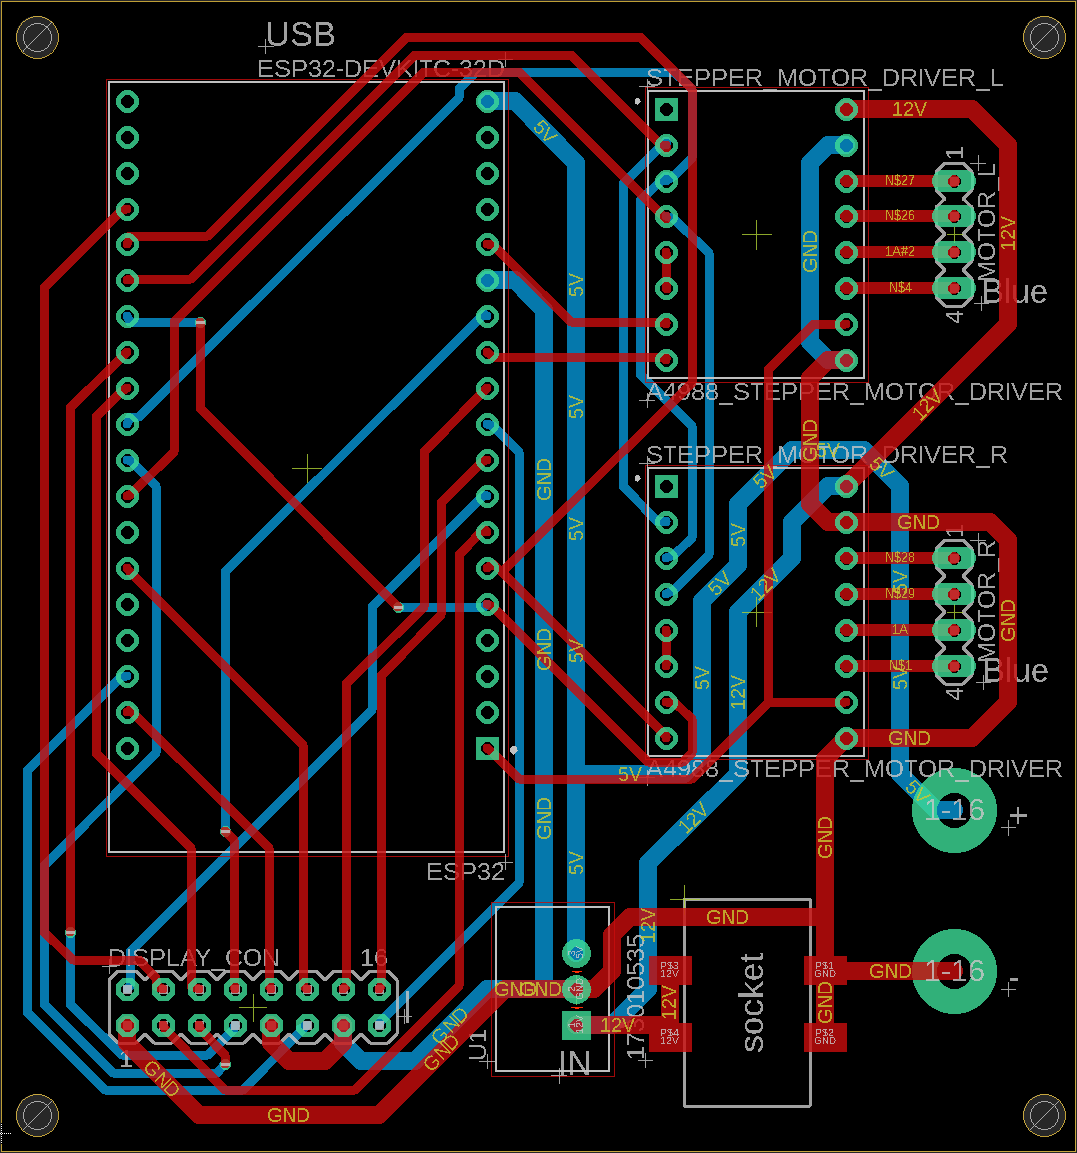 USB
ESP32-DEVKITC-32D
STEPPER_MOTOR_DRIVER_L
12V
5V
1
N$27
MOTOR_L
N$26
12V
GND
1A#2
5V
N$4
Blue
4
A4988_STEPPER_MOTOR_DRIVER
5V
12V
GND
5V
STEPPER_MOTOR_DRIVER_R
5V
5V
GND
GND
5V
5V
1
N$28
MOTOR_R
12V
5V
5V
N$29
GND
1A
GND
5V
N$1
Blue
5V
12V
5V
4
GND
5V
A4988_STEPPER_MOTOR_DRIVER
5V
1-16
+
12V
GND
GND
5V
ESP32
GND
12V
DISPLAY_CON
16
5V
P$3
12V
P$1
GND
GND
1-16
-
GND
GND
GND
12V
GND
socket
GND
12V
12V
P$4
12V
P$2
GND
GND
U1
1
IN
GND
GND